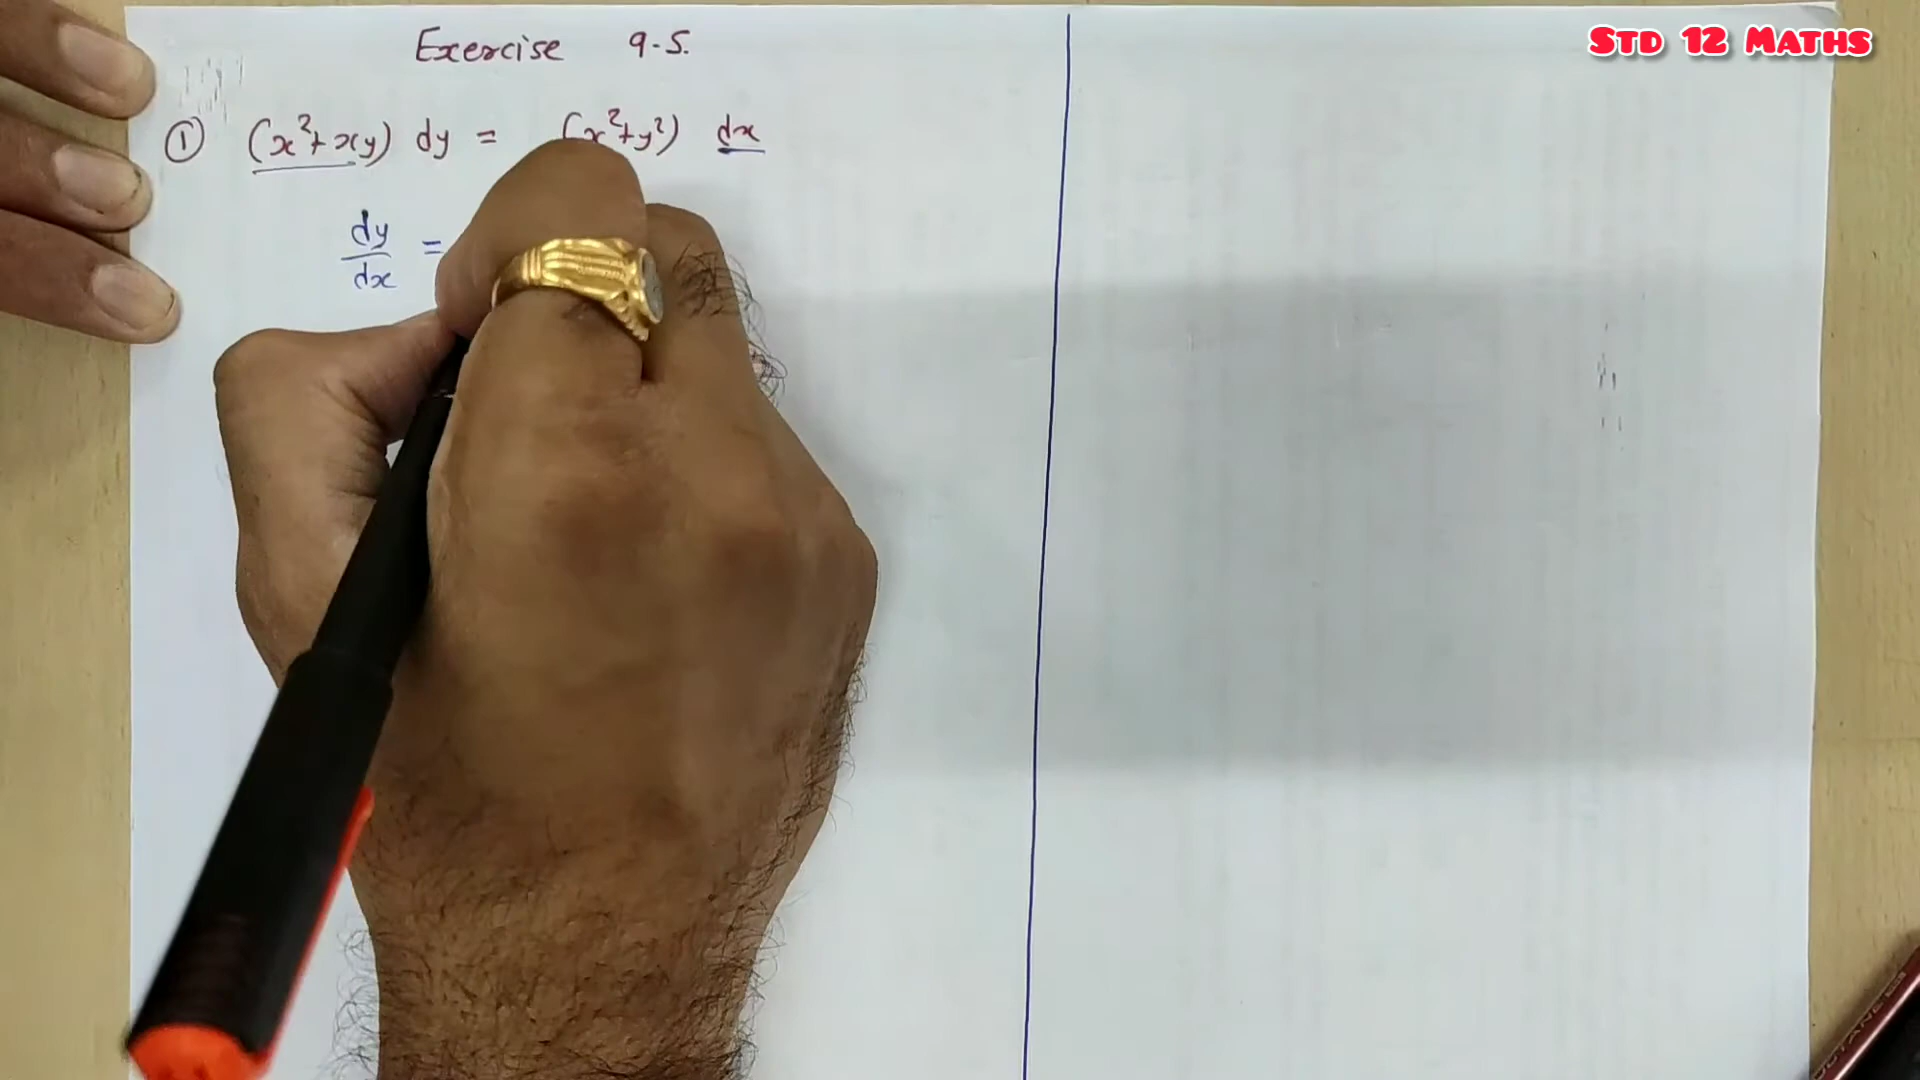 Std 12 Maths
Exercise 9.5.
① (x²+xy) dy = (x²+y²) dx
dy/dx =